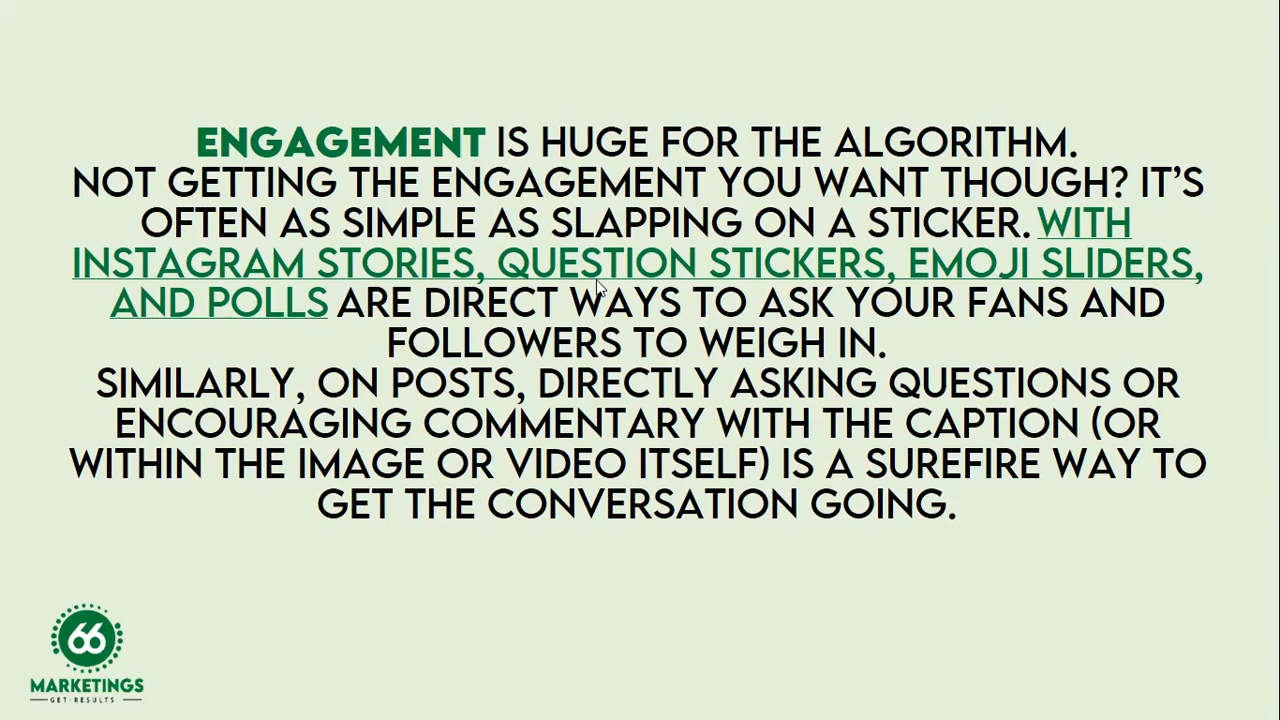 ENGAGEMENT IS HUGE FOR THE ALGORITHM.
NOT GETTING THE ENGAGEMENT YOU WANT THOUGH? IT’S
OFTEN AS SIMPLE AS SLAPPING ON A STICKER. WITH
INSTAGRAM STORIES, QUESTION STICKERS, EMOJI SLIDERS,
AND POLLS ARE DIRECT WAYS TO ASK YOUR FANS AND
FOLLOWERS TO WEIGH IN.
SIMILARLY, ON POSTS, DIRECTLY ASKING QUESTIONS OR
ENCOURAGING COMMENTARY WITH THE CAPTION (OR
WITHIN THE IMAGE OR VIDEO ITSELF) IS A SUREFIRE WAY TO
GET THE CONVERSATION GOING.
66
MARKETINGS
GET-RESULTS